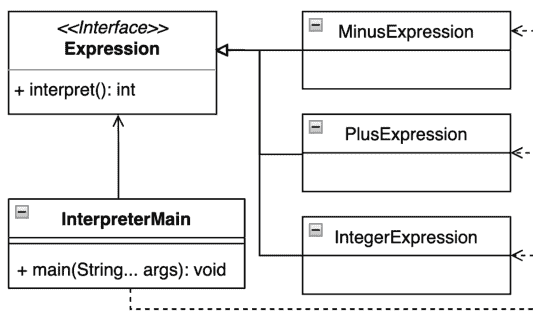 <<Interface>>
Expression
+ interpret(): int
MinusExpression
PlusExpression
InterpreterMain
+ main(String... args): void
IntegerExpression